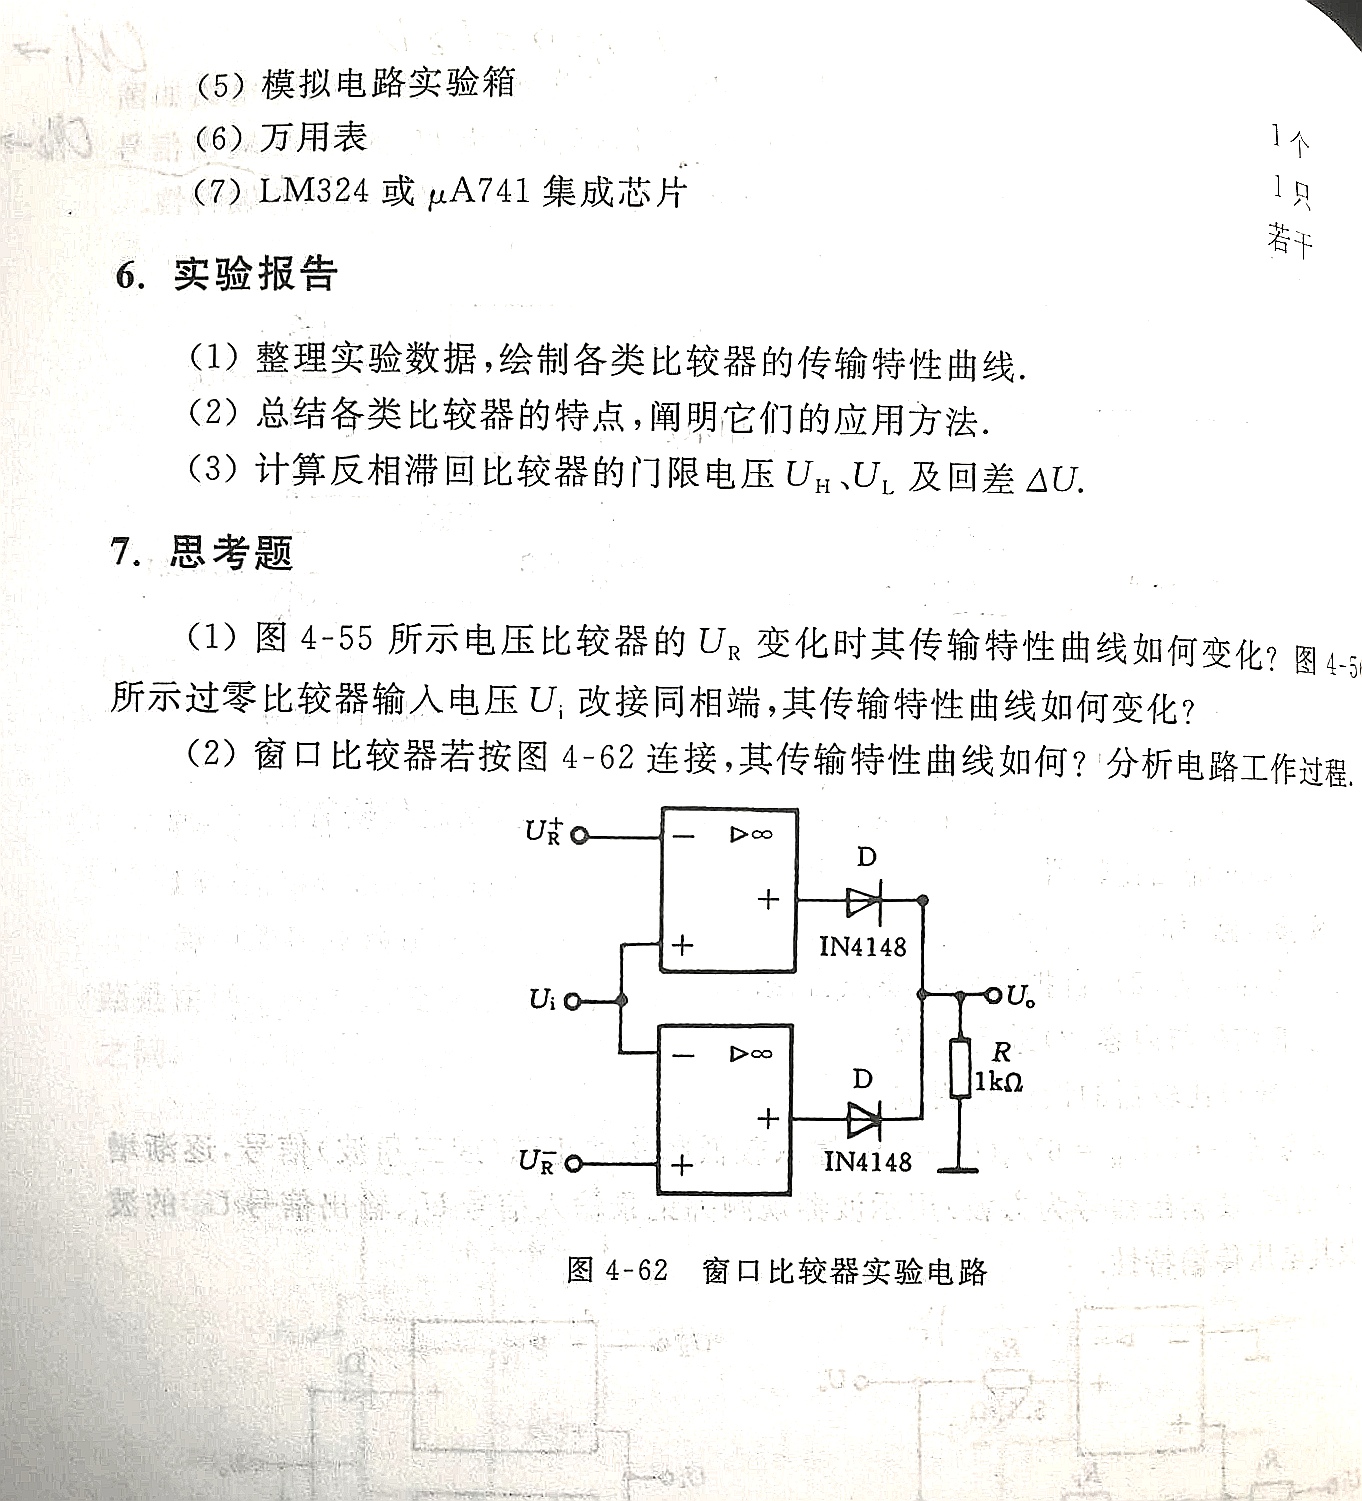 (5) 模拟电路实验箱
(6) 万用表
1个
(7) LM324 或 μA741 集成芯片
1只
若干
6. 实验报告
(1) 整理实验数据,绘制各类比较器的传输特性曲线.
(2) 总结各类比较器的特点,阐明它们的应用方法.
(3) 计算反相滞回比较器的门限电压 U_H、U_L 及回差 ΔU.
7. 思考题
(1) 图 4-55 所示电压比较器的 U_R 变化时其传输特性曲线如何变化? 图 4-56
所示过零比较器输入电压 U_i 改接同相端,其传输特性曲线如何变化?
(2) 窗口比较器若按图 4-62 连接,其传输特性曲线如何? 分析电路工作过程.
U_R^+
− ▷∞
D
+
+
IN4148
U_i
U_o
− ▷∞
R
1kΩ
D
+
U_R^−
+
IN4148
图 4-62 窗口比较器实验电路